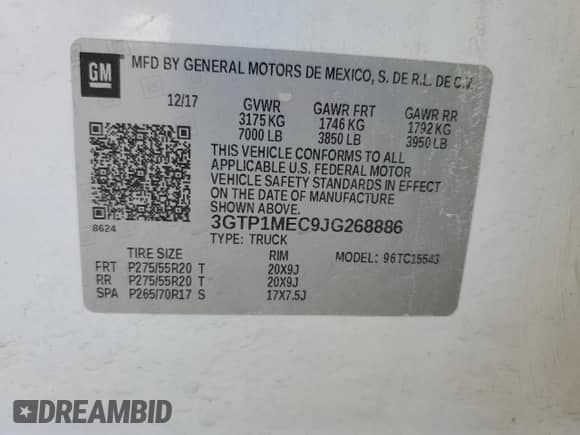 GM
MFD BY GENERAL MOTORS DE MEXICO, S. DE R.L. DE C.V.
12/17 GVWR GAWR FRT GAWR RR
3175 KG 1746 KG 1792 KG
7000 LB 3850 LB 3950 LB
THIS VEHICLE CONFORMS TO ALL
APPLICABLE U.S. FEDERAL MOTOR
VEHICLE SAFETY STANDARDS IN EFFECT
ON THE DATE OF MANUFACTURE
SHOWN ABOVE.
8624
3GTP1MEC9JG268886
TYPE: TRUCK
TIRE SIZE RIM MODEL: 96TC15543
FRT P275/55R20 T 20X9J
RR P275/55R20 T 20X9J
SPA P265/70R17 S 17X7.5J
DREAMBID